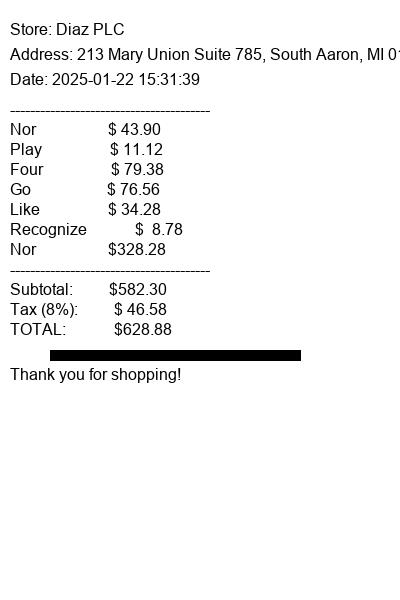 Store: Diaz PLC
Address: 213 Mary Union Suite 785, South Aaron, MI
Date: 2025-01-22 15:31:39
------------------------------------------
Nor $ 43.90
Play $ 11.12
Four $ 79.38
Go $ 76.56
Like $ 34.28
Recognize $ 8.78
Nor $328.28
------------------------------------------
Subtotal: $582.30
Tax (8%): $ 46.58
TOTAL: $628.88
Thank you for shopping!